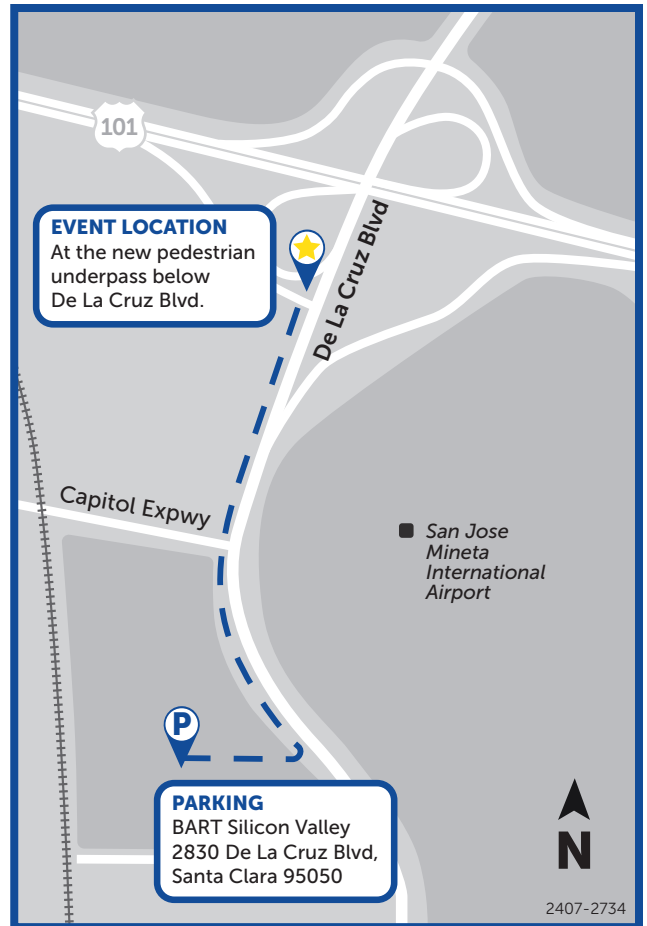 101
EVENT LOCATION
At the new pedestrian
underpass below
De La Cruz Blvd.
De La Cruz Blvd
Capitol Expwy
San Jose
Mineta
International
Airport
P
PARKING
BART Silicon Valley
2830 De La Cruz Blvd,
Santa Clara 95050
N
2407-2734